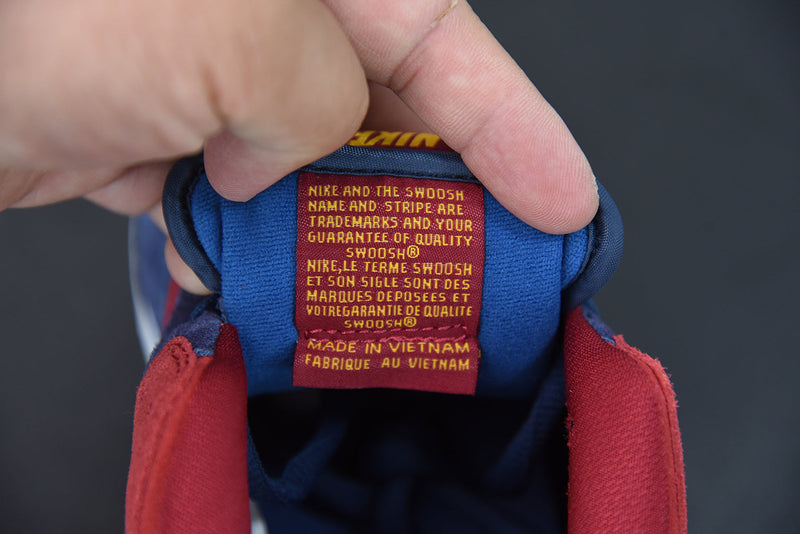 NIKE
NIKE AND THE SWOOSH
NAME AND STRIPE ARE
TRADEMARKS AND YOUR
GUARANTEE OF QUALITY
SWOOSH®
NIKE,LE TERME SWOOSH
ET SON SIGLE SONT DES
MARQUES DEPOSEES ET
VOTREGARANTIE DE QUALITE
SWOOSH®
MADE IN VIETNAM
FABRIQUE AU VIETNAM